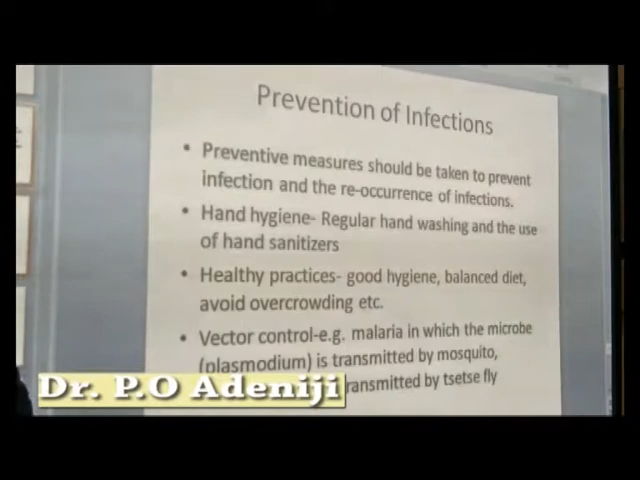 Prevention of Infections
• Preventive measures should be taken to prevent
infection and the re-occurrence of infections.
• Hand hygiene- Regular hand washing and the use
of hand sanitizers
• Healthy practices- good hygiene, balanced diet,
avoid overcrowding etc.
• Vector control-e.g. malaria in which the microbe
(plasmodium) is transmitted by mosquito,
transmitted by tsetse fly
Dr. P.O Adeniji